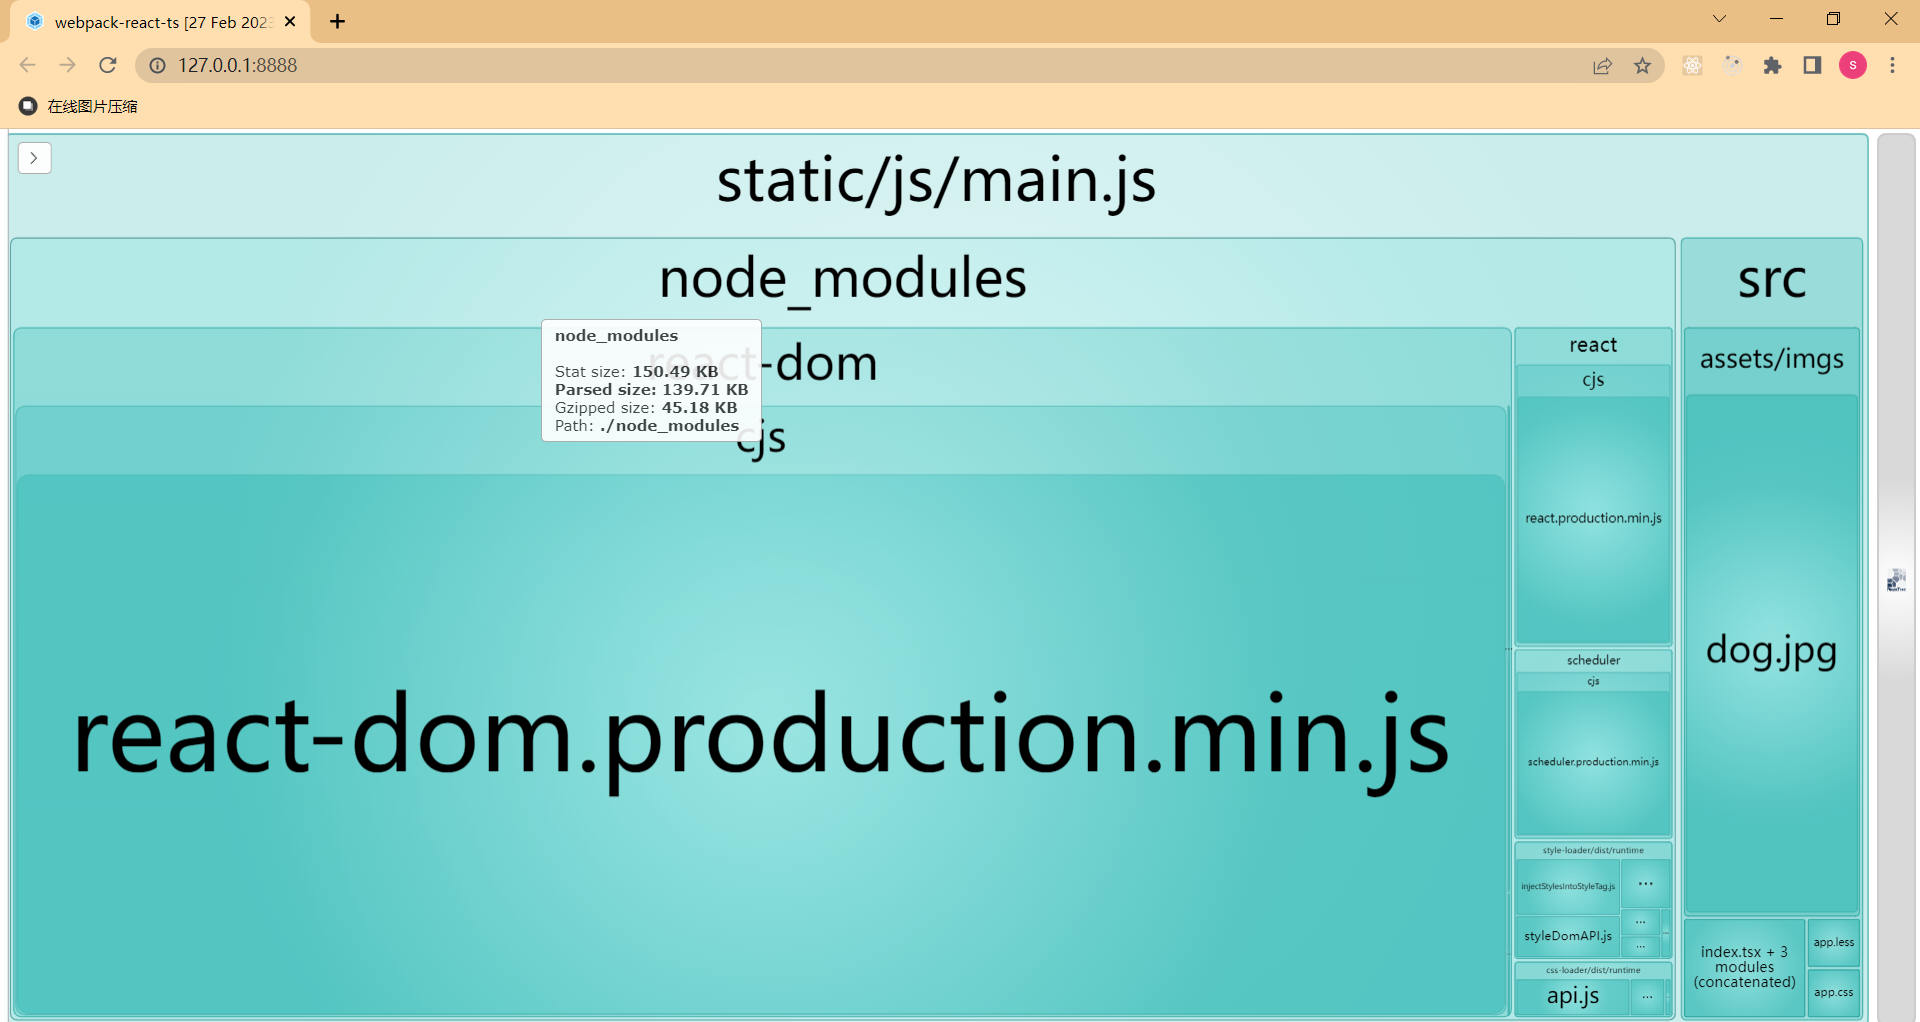 webpack-react-ts [27 Feb 2023
127.0.0.1:8888
S
在线图片压缩
static/js/main.js
node_modules
src
node_modules
Stat size: 150.49 KB
Parsed size: 139.71 KB
Gzipped size: 45.18 KB
Path: ./node_modules
react-dom
cjs
react-dom.production.min.js
react
cjs
react.production.min.js
scheduler
cjs
scheduler.production.min.js
style-loader/dist/runtime
injectStylesIntoStyleTag.js
...
styleDomAPI.js
...
...
css-loader/dist/runtime
api.js
...
assets/imgs
dog.jpg
index.tsx + 3
modules
(concatenated)
app.less
app.css